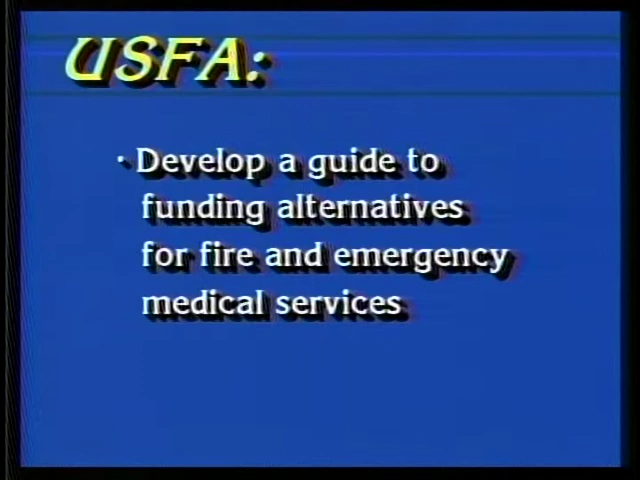 USFA:
· Develop a guide to
funding alternatives
for fire and emergency
medical services